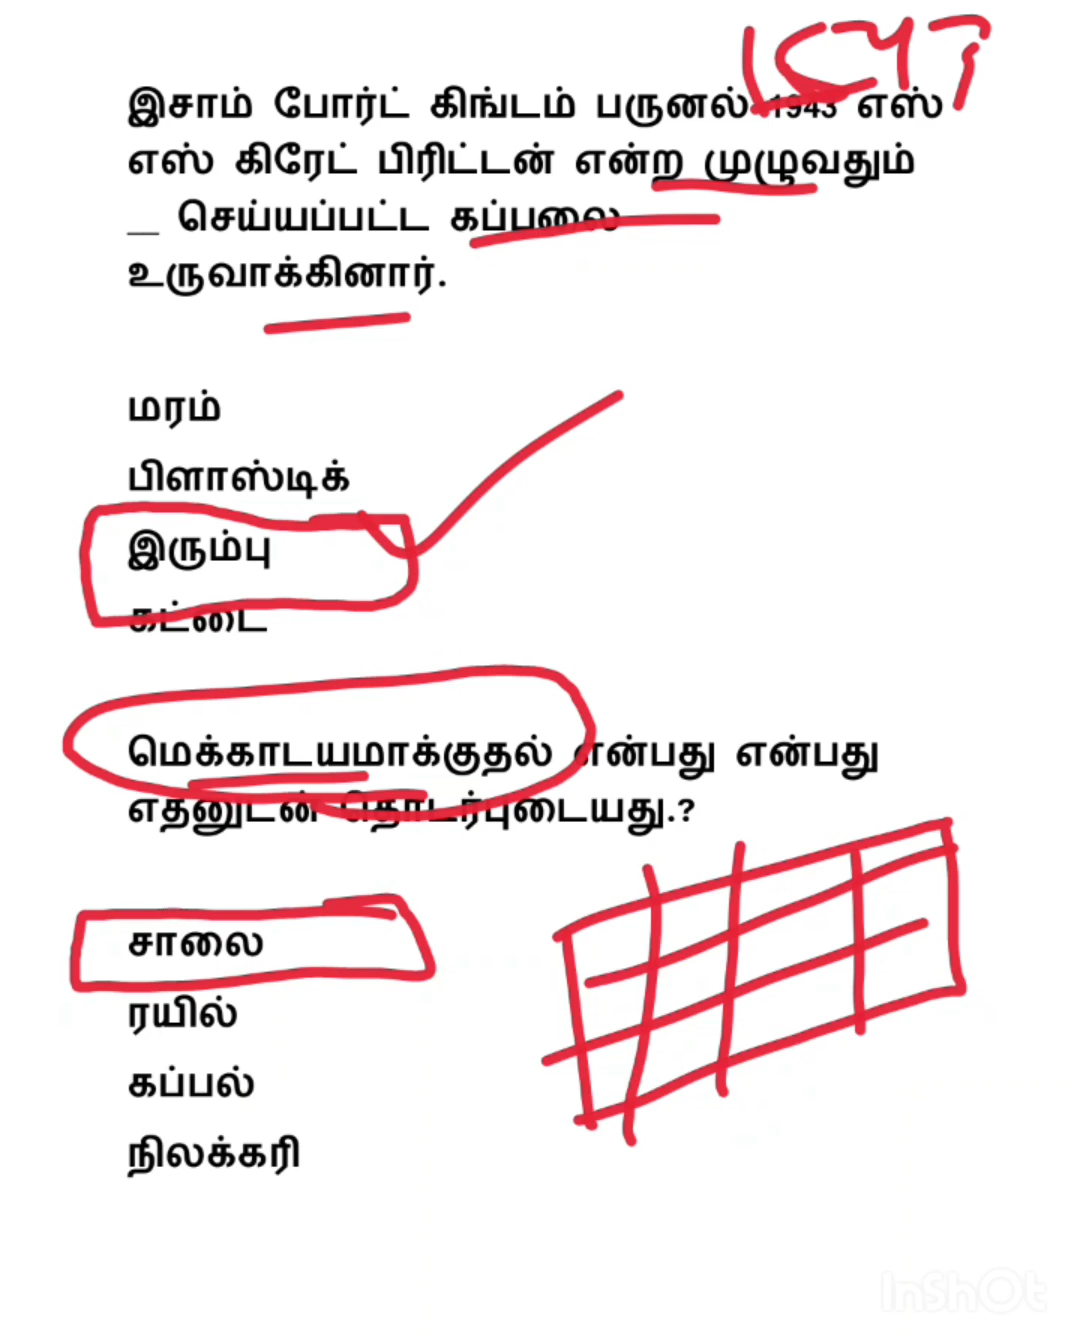 இசாம் போர்ட் கிங்டம் பருனல் 1943 எஸ்
எஸ் கிரேட் பிரிட்டன் என்ற முழுவதும்
_ செய்யப்பட்ட கப்பலை
உருவாக்கினார்.
மரம்
பிளாஸ்டிக்
இரும்பு
கட்டை
மெக்காடயமாக்குதல் என்பது என்பது
எதனுடன் தொடர்புடையது.?
சாலை
ரயில்
கப்பல்
நிலக்கரி
InShOt